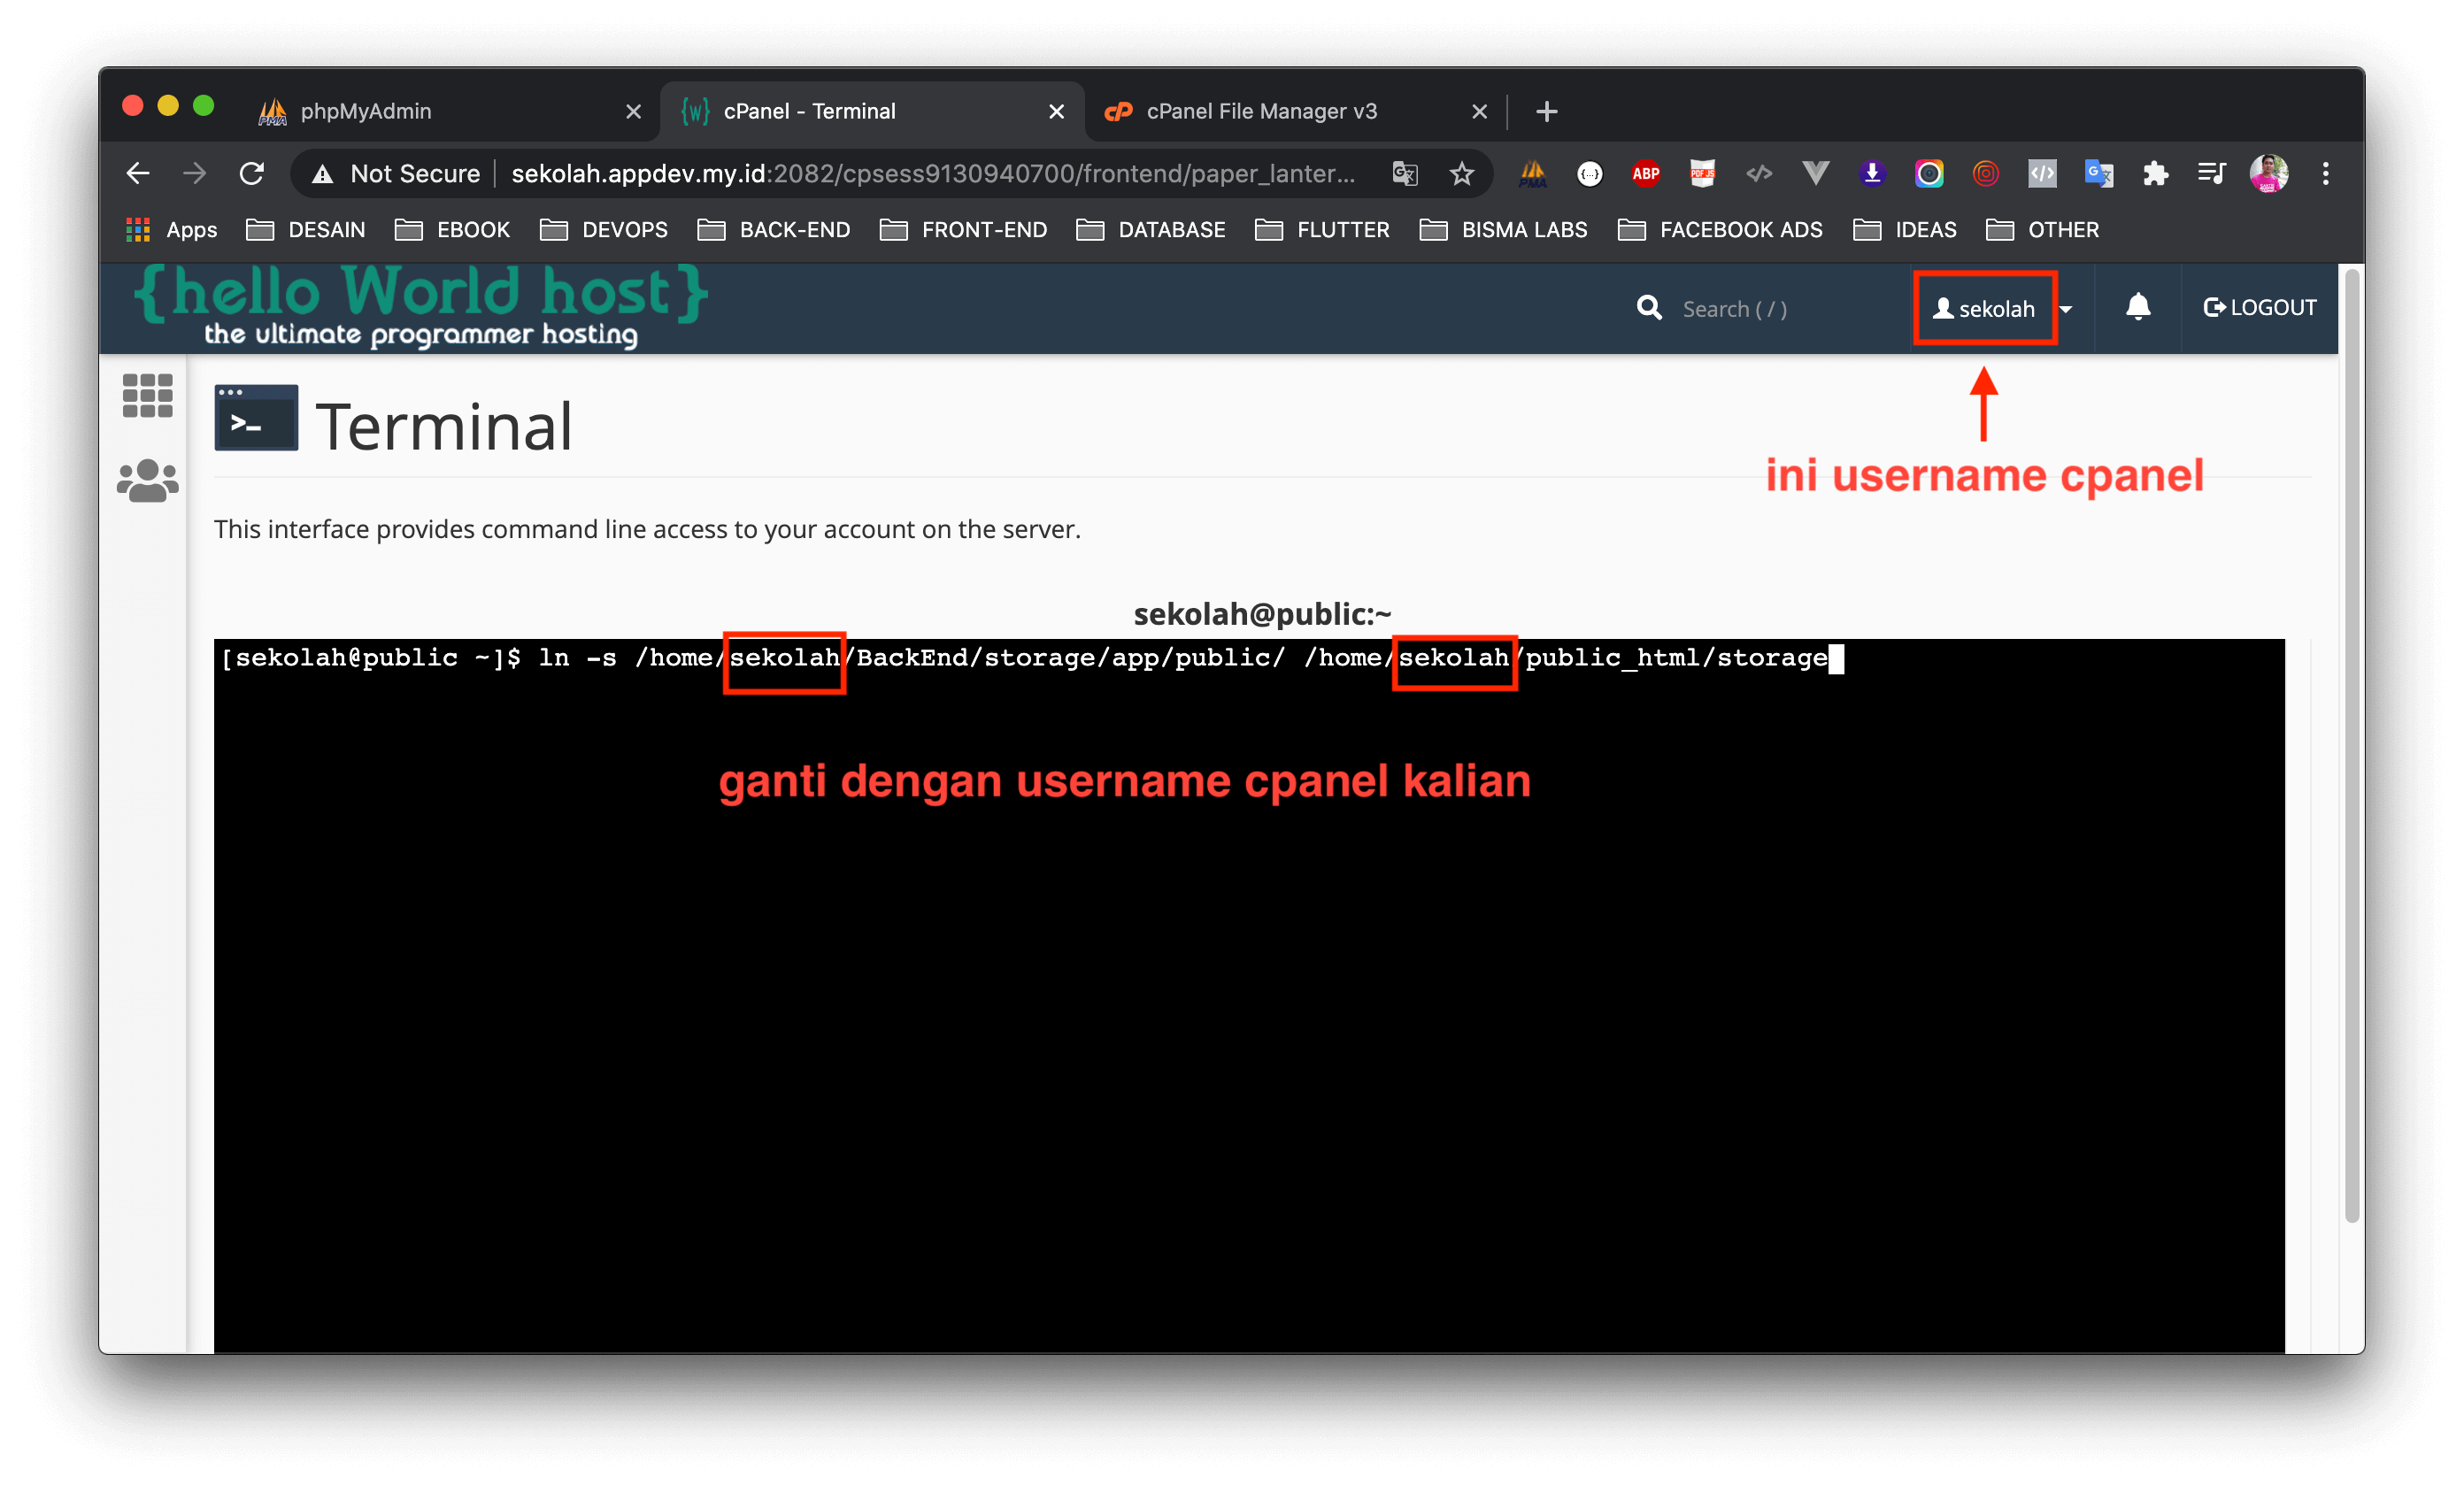 phpMyAdmin
cPanel - Terminal
cPanel File Manager v3
Not Secure
sekolah.appdev.my.id:2082/cpsess9130940700/frontend/paper_lanter...
PMA
ABP
PDF JS
Apps
DESAIN
EBOOK
DEVOPS
BACK-END
FRONT-END
DATABASE
FLUTTER
BISMA LABS
FACEBOOK ADS
IDEAS
OTHER
{hello World host}
the ultimate programmer hosting
Search ( / )
sekolah
LOGOUT
Terminal
ini username cpanel
This interface provides command line access to your account on the server.
sekolah@public:~
[sekolah@public ~]$ ln -s /home/sekolah/BackEnd/storage/app/public/ /home/sekolah/public_html/storage
ganti dengan username cpanel kalian